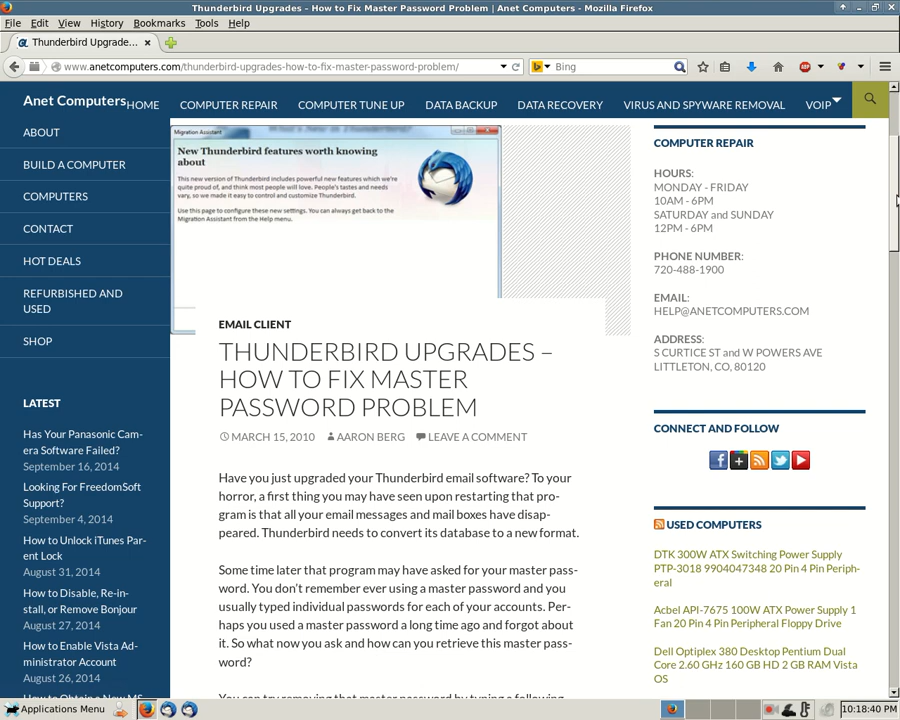 Thunderbird Upgrades – How to Fix Master Password Problem | Anet Computers - Mozilla Firefox
File Edit View History Bookmarks Tools Help
Thunderbird Upgrade...
www.anetcomputers.com/thunderbird-upgrades-how-to-fix-master-password-problem/
Bing
Anet Computers
HOME COMPUTER REPAIR COMPUTER TUNE UP DATA BACKUP DATA RECOVERY VIRUS AND SPYWARE REMOVAL VOIP
ABOUT
BUILD A COMPUTER
COMPUTERS
CONTACT
HOT DEALS
REFURBISHED AND
USED
SHOP
LATEST
Has Your Panasonic Cam-
era Software Failed?
September 16, 2014
Looking For FreedomSoft
Support?
September 4, 2014
How to Unlock iTunes Par-
ent Lock
August 31, 2014
How to Disable, Re-in-
stall, or Remove Bonjour
August 27, 2014
How to Enable Vista Ad-
ministrator Account
August 26, 2014
How to Obtain a New MS
Migration Assistant
New Thunderbird features worth knowing
about
This new version of Thunderbird includes powerful new features which we're
quite proud of, and think most people will love. People's tastes and needs
vary, so we made it easy to control and customize Thunderbird.
Use this page to configure these new settings. You can always get back to the
Migration Assistant from the Help menu.
EMAIL CLIENT
THUNDERBIRD UPGRADES –
HOW TO FIX MASTER
PASSWORD PROBLEM
MARCH 15, 2010 AARON BERG LEAVE A COMMENT
Have you just upgraded your Thunderbird email software? To your
horror, a first thing you may have seen upon restarting that pro-
gram is that all your email messages and mail boxes have disap-
peared. Thunderbird needs to convert its database to a new format.
Some time later that program may have asked for your master pass-
word. You don't remember ever using a master password and you
usually typed individual passwords for each of your accounts. Per-
haps you used a master password a long time ago and forgot about
it. So what now you ask and how can you retrieve this master pass-
word?
You can try removing that master password by typing a following
COMPUTER REPAIR
HOURS:
MONDAY - FRIDAY
10AM - 6PM
SATURDAY and SUNDAY
12PM - 6PM
PHONE NUMBER:
720-488-1900
EMAIL:
HELP@ANETCOMPUTERS.COM
ADDRESS:
S CURTICE ST and W POWERS AVE
LITTLETON, CO, 80120
CONNECT AND FOLLOW
USED COMPUTERS
DTK 300W ATX Switching Power Supply
PTP-3018 9904047348 20 Pin 4 Pin Periph-
eral
Acbel API-7675 100W ATX Power Supply 1
Fan 20 Pin 4 Pin Peripheral Floppy Drive
Dell Optiplex 380 Desktop Pentium Dual
Core 2.60 GHz 160 GB HD 2 GB RAM Vista
OS
Applications Menu
10:18:40 PM